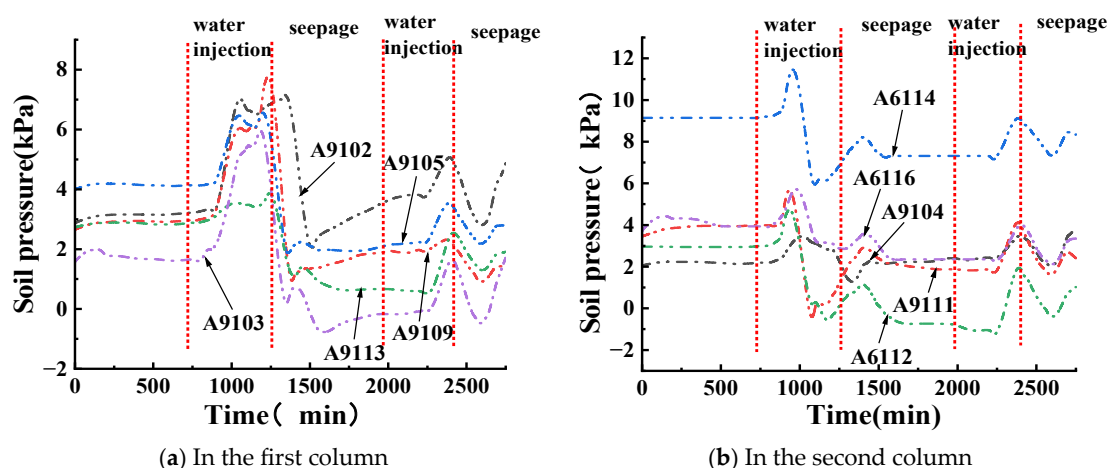 water
injection
seepage
water
injection
seepage
Soil pressure(kPa)
8
6
4
2
0
−2
A9102
A9105
A9103
A9113
A9109
0
500
1000
1500
2000
2500
Time( min)
(a) In the first column
water
injection
seepage
water
injection
seepage
Soil pressure( kPa)
12
10
8
6
4
2
0
−2
A6114
A6116
A9104
A9111
A6112
0
500
1000
1500
2000
2500
Time(min)
(b) In the second column